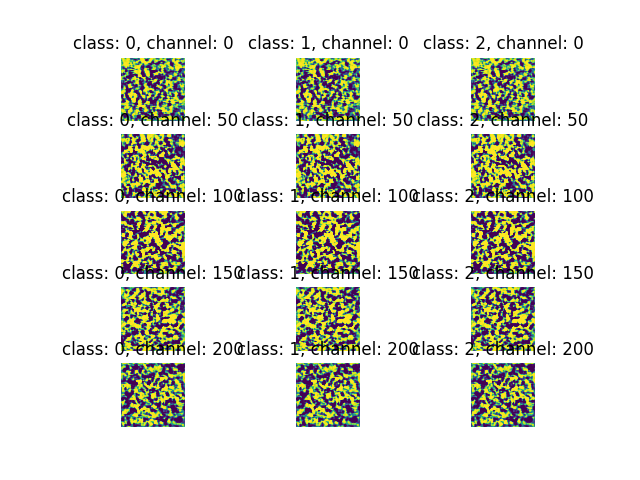 class: 0, channel: 0 class: 1, channel: 0 class: 2, channel: 0
class: 0, channel: 50 class: 1, channel: 50 class: 2, channel: 50
class: 0, channel: 100 class: 1, channel: 100 class: 2, channel: 100
class: 0, channel: 150 class: 1, channel: 150 class: 2, channel: 150
class: 0, channel: 200 class: 1, channel: 200 class: 2, channel: 200